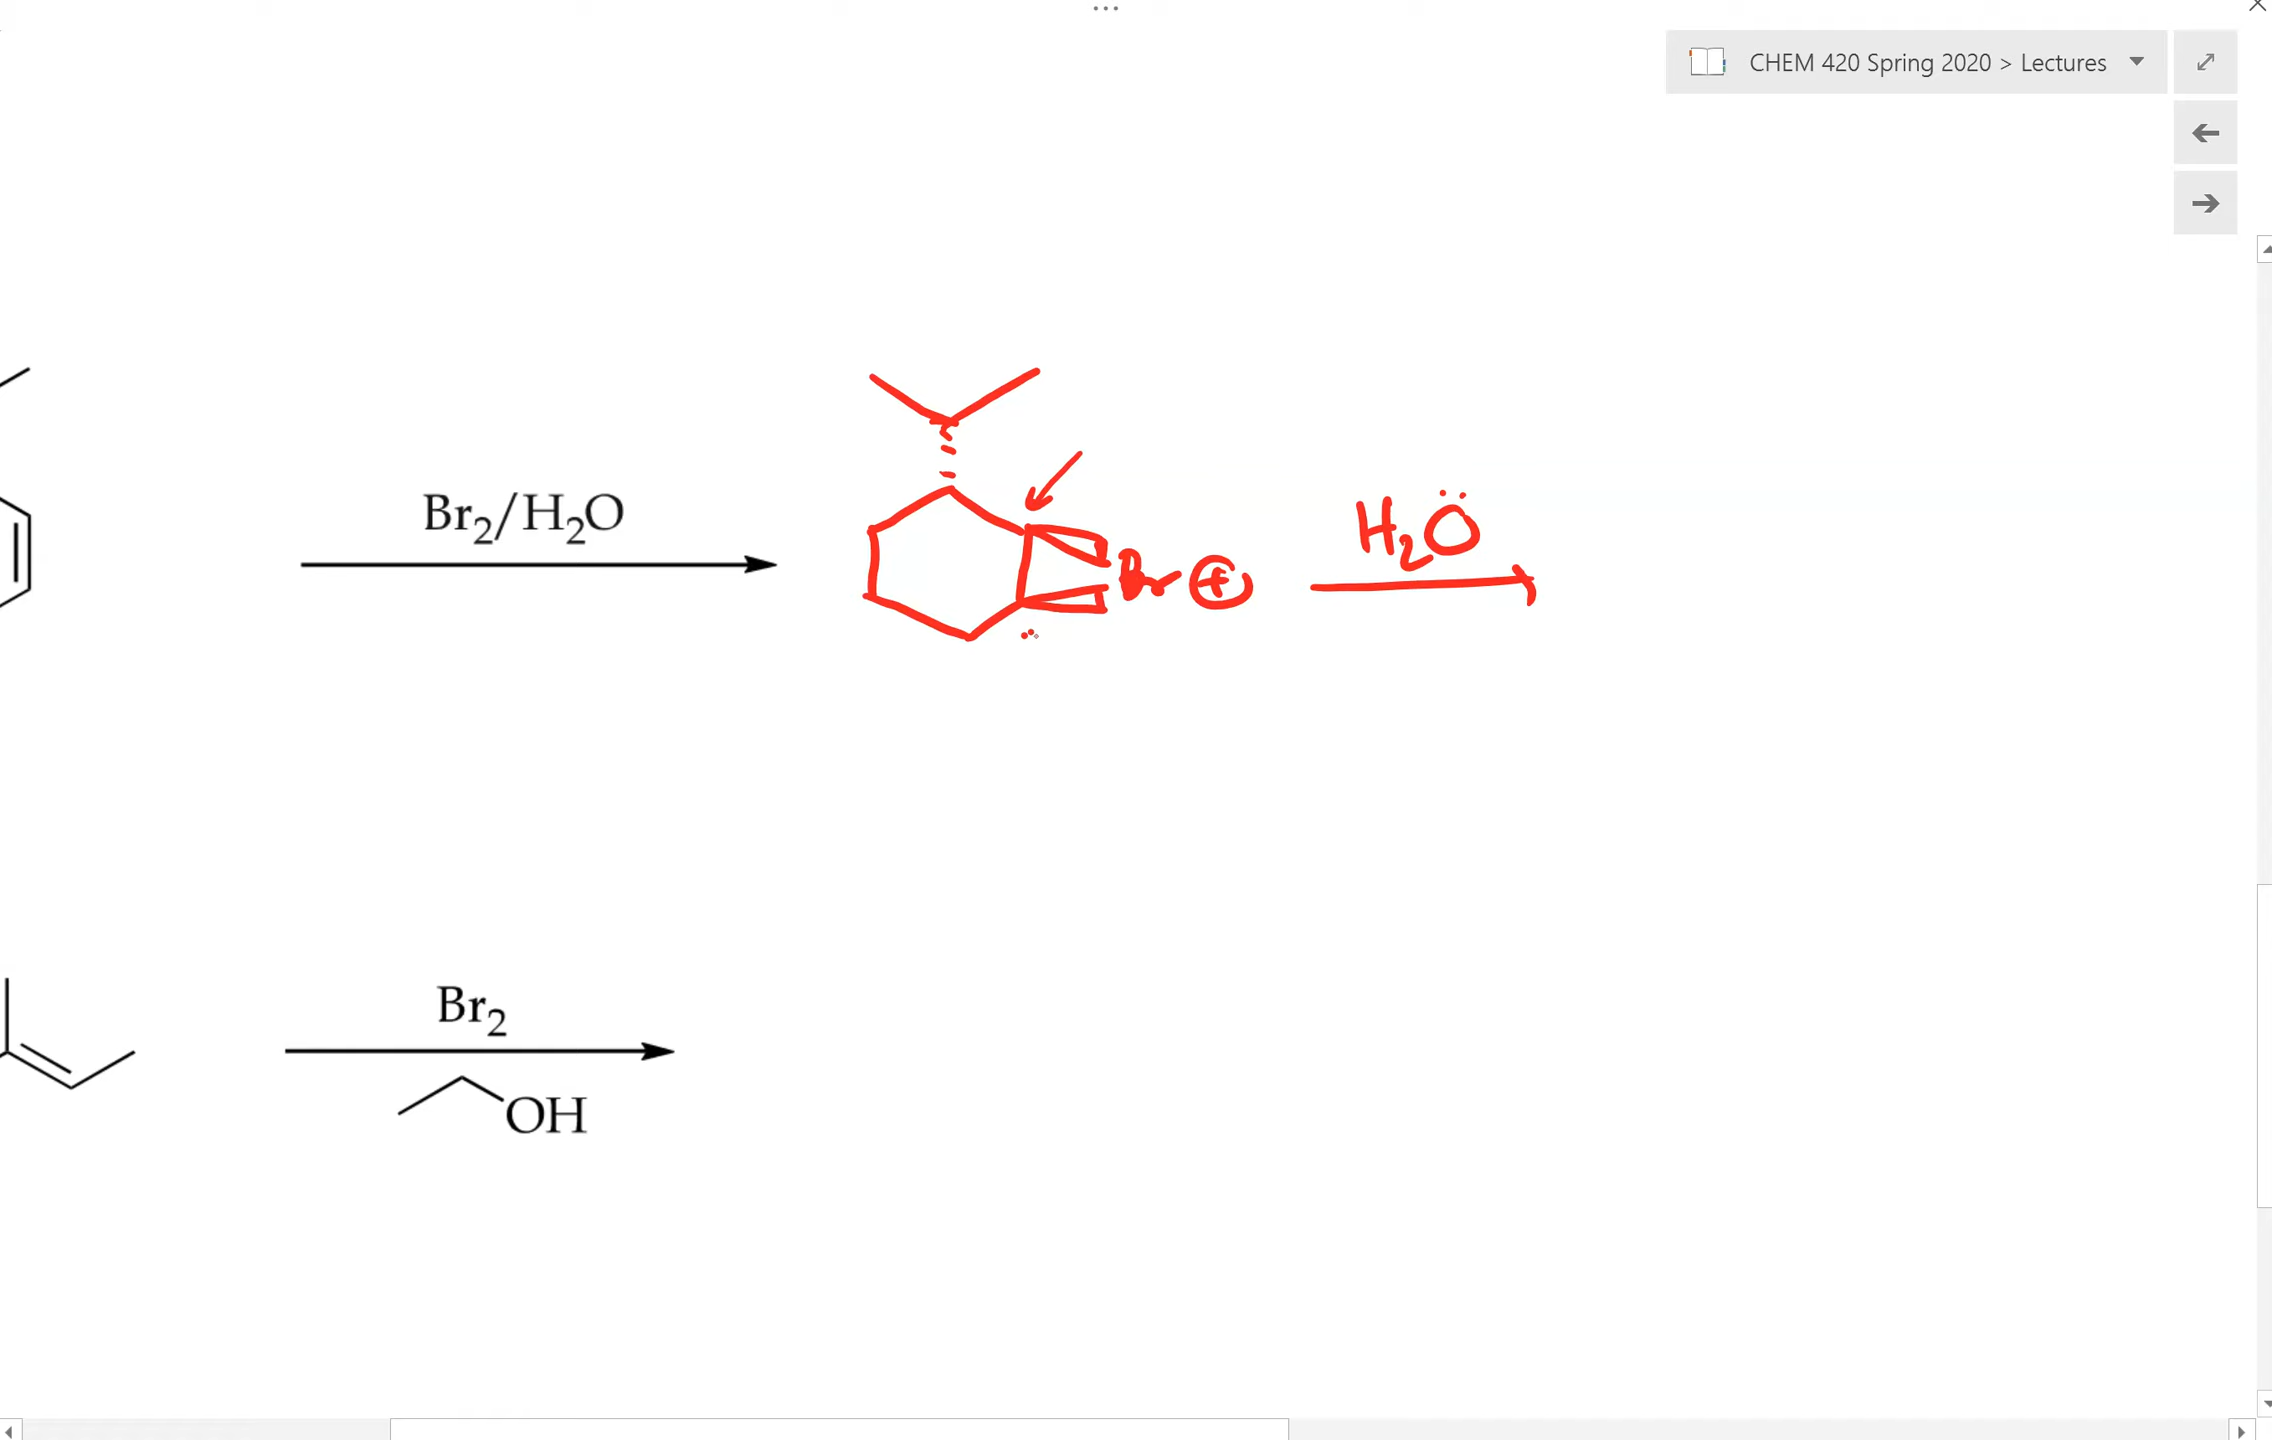 CHEM 420 Spring 2020 > Lectures
Br₂/H₂O
Br ⊕
H₂Ö
Br₂
OH